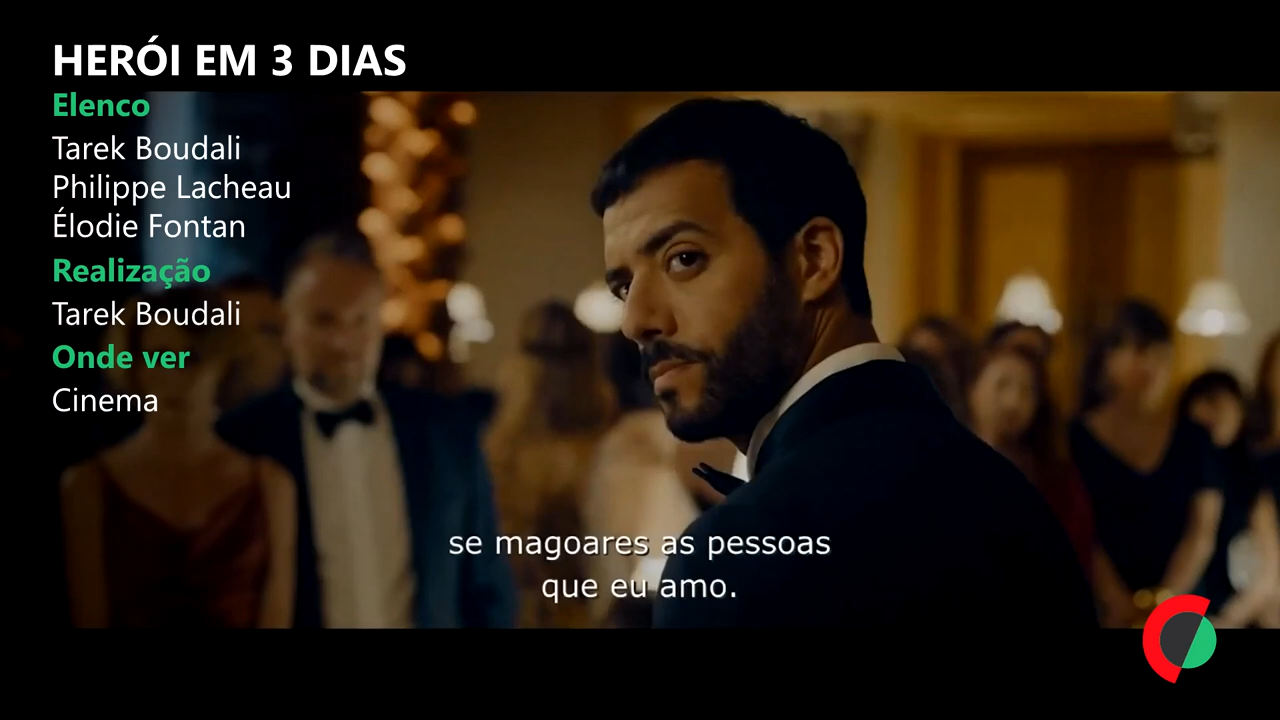 HERÓI EM 3 DIAS
Elenco
Tarek Boudali
Philippe Lacheau
Élodie Fontan
Realização
Tarek Boudali
Onde ver
Cinema
se magoares as pessoas
que eu amo.